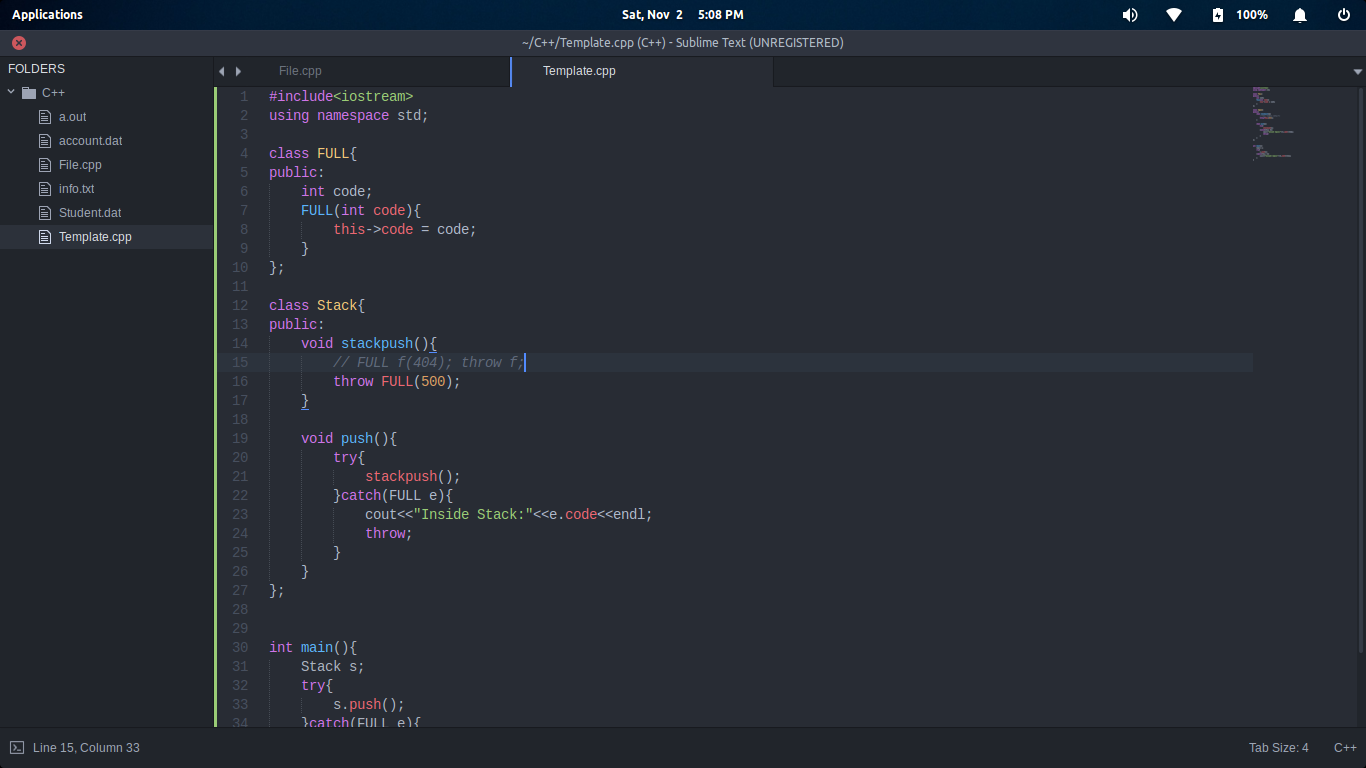 Applications
Sat, Nov 2 5:08 PM
100%
~/C++/Template.cpp (C++) - Sublime Text (UNREGISTERED)
FOLDERS
C++
a.out
account.dat
File.cpp
info.txt
Student.dat
Template.cpp
File.cpp
Template.cpp
1 #include<iostream>
2 using namespace std;
3
4 class FULL{
5 public:
6     int code;
7     FULL(int code){
8         this->code = code;
9     }
10 };
11
12 class Stack{
13 public:
14     void stackpush(){
15         // FULL f(404); throw f;
16         throw FULL(500);
17     }
18
19     void push(){
20         try{
21             stackpush();
22         }catch(FULL e){
23             cout<<"Inside Stack:"<<e.code<<endl;
24             throw;
25         }
26     }
27 };
28
29
30 int main(){
31     Stack s;
32     try{
33         s.push();
34     }catch(FULL e){
Line 15, Column 33
Tab Size: 4
C++